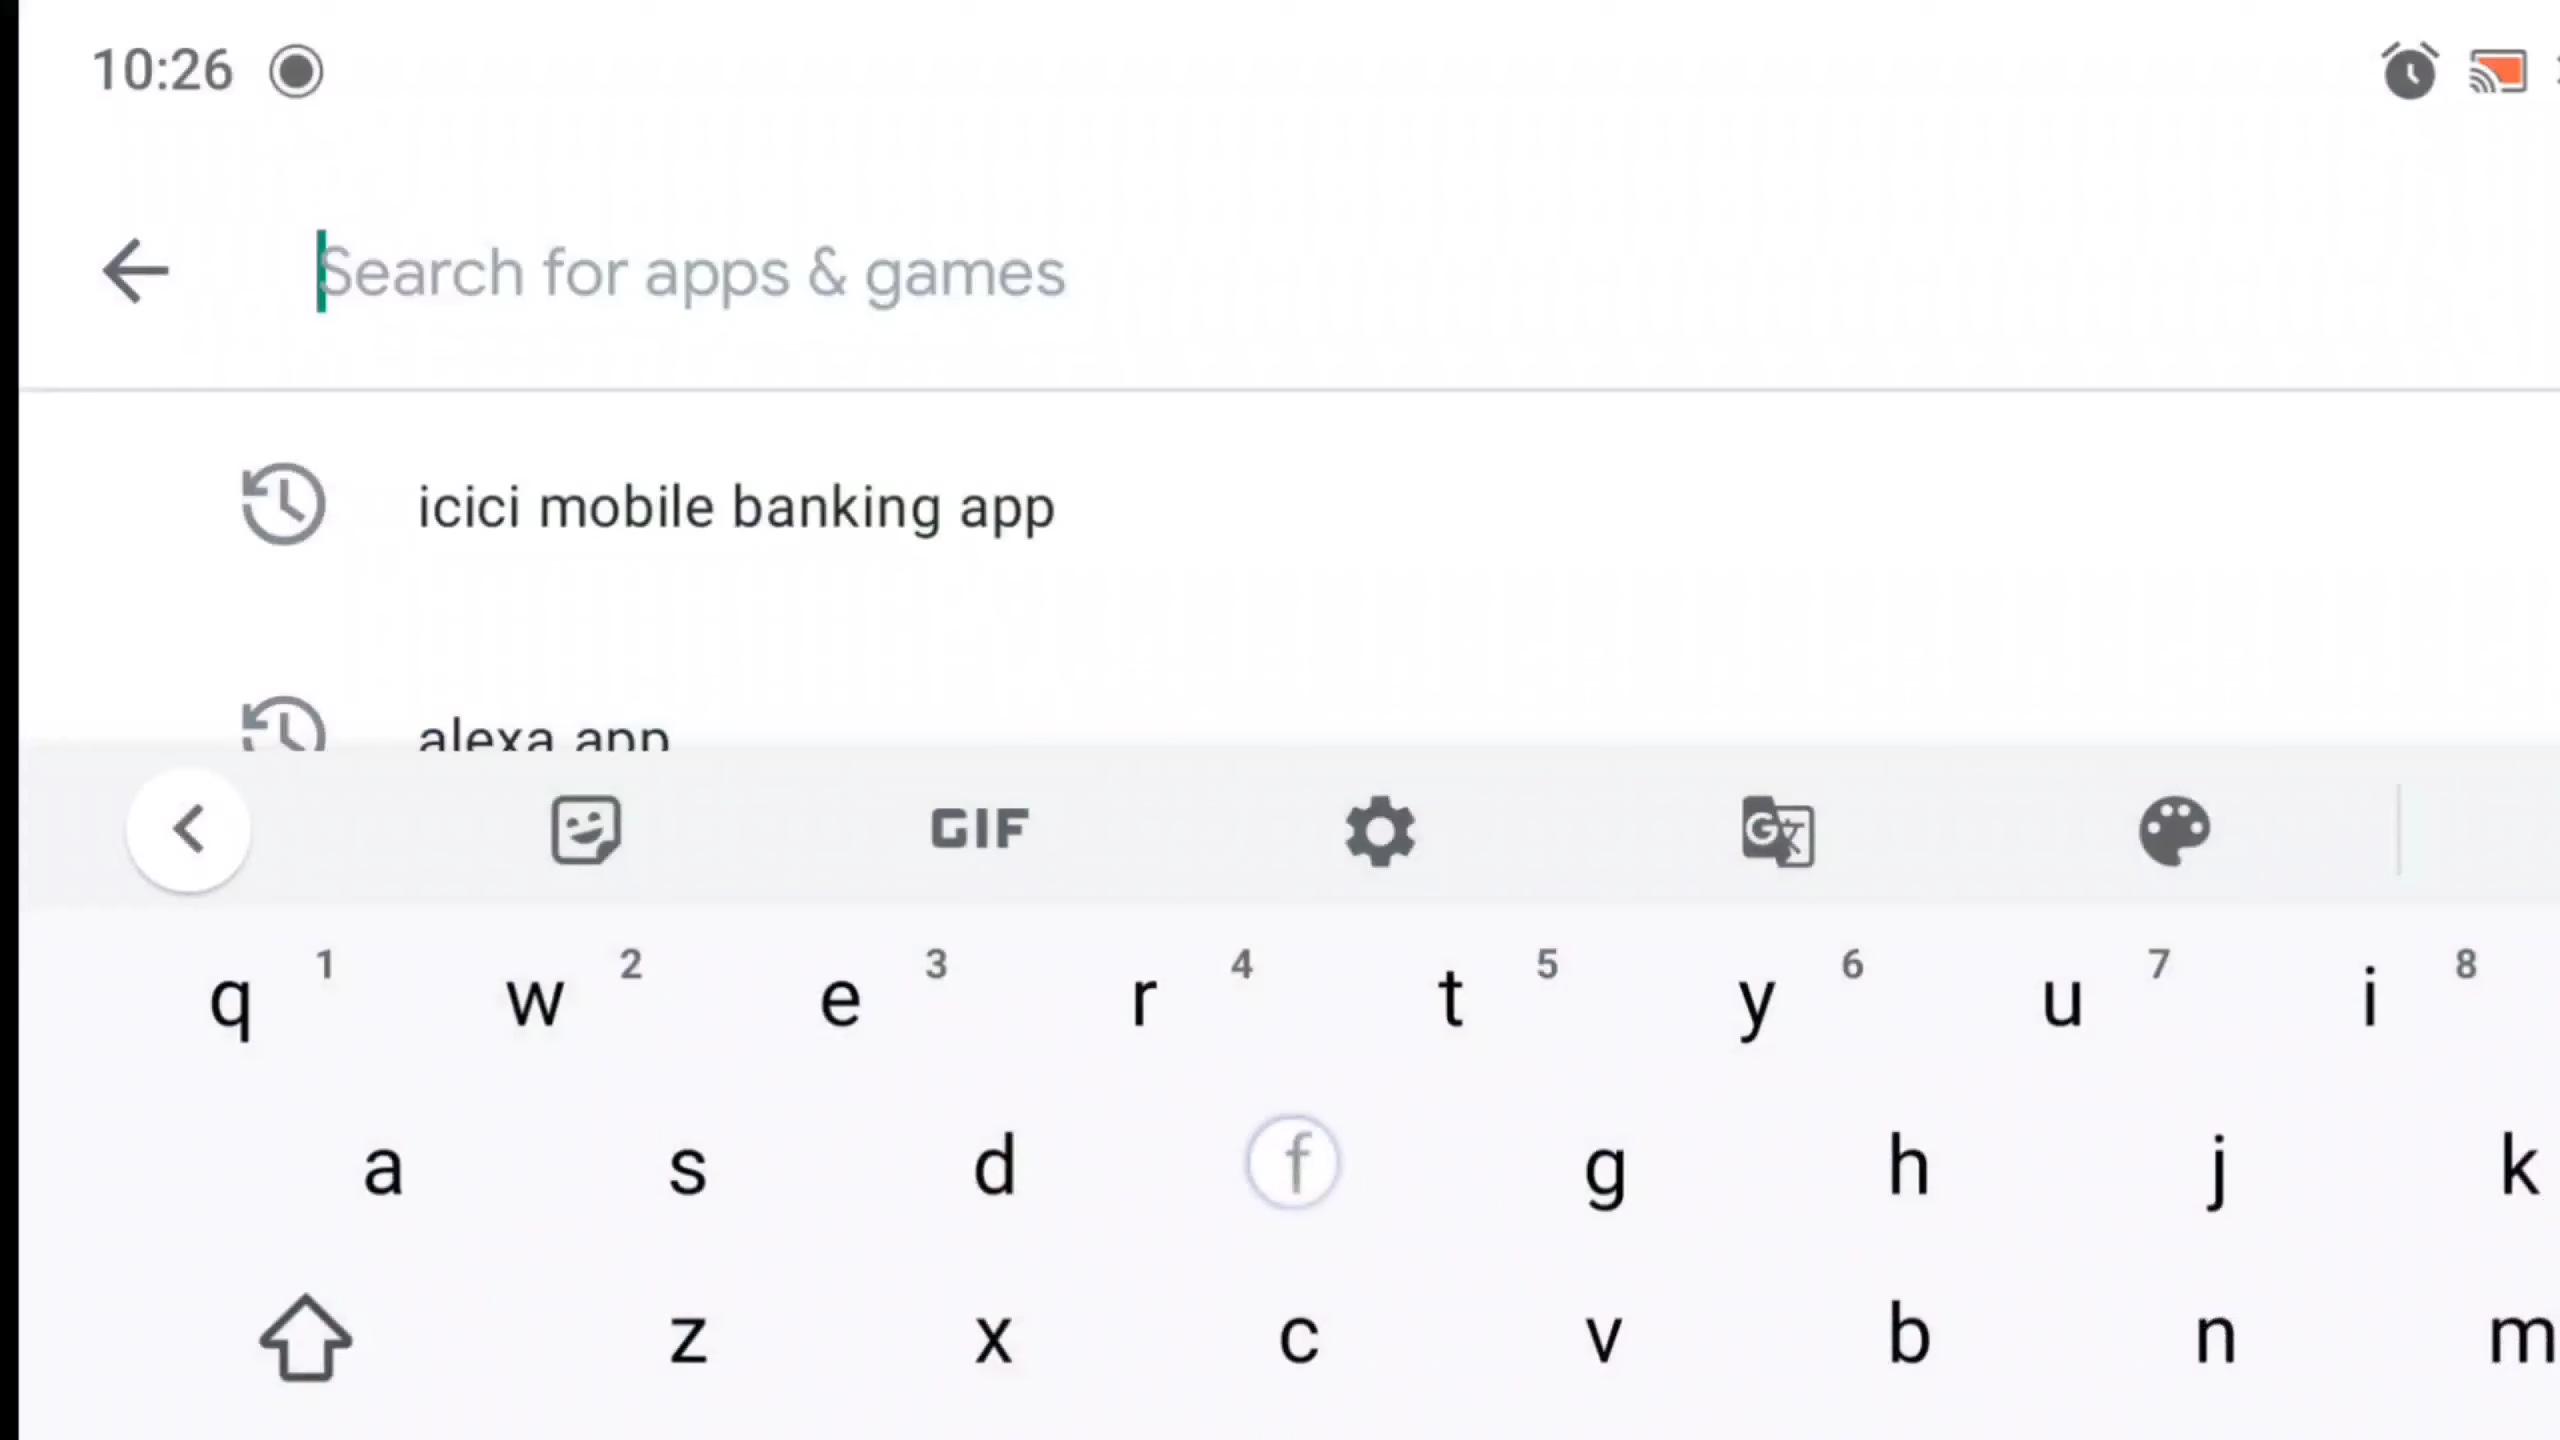 10:26
Search for apps & games
icici mobile banking app
alexa app
GIF
q 1 w 2 e 3 r 4 t 5 y 6 u 7 i 8
a s d f g h j k
z x c v b n m